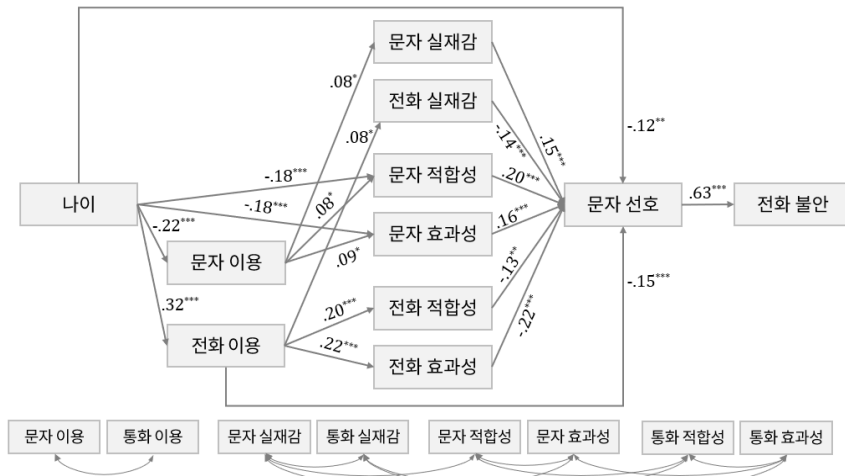 문자 실재감
.08*
전화 실재감
-.12**
.08*
-.14***
.15***
-.18***
문자 적합성
.20***
나이
-.18***
.08*
문자 선호
.63***
전화 불안
-.22***
문자 효과성
.16***
문자 이용
.09*
-.13**
.32***
.20***
전화 적합성
-.15***
전화 이용
.22***
-.22***
전화 효과성
문자 이용 통화 이용 문자 실재감 통화 실재감 문자 적합성 문자 효과성 통화 적합성 통화 효과성